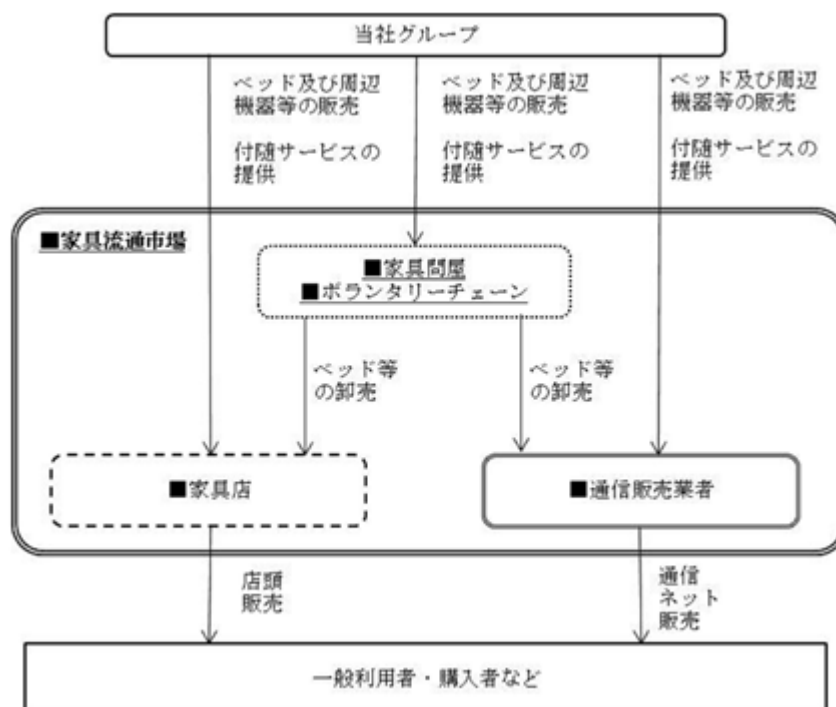 当社グループ
ベッド及び周辺
機器等の販売
付随サービスの
提供
ベッド及び周辺
機器等の販売
付随サービスの
提供
ベッド及び周辺
機器等の販売
付随サービスの
提供
■家具流通市場
■家具問屋
■ボランタリーチェーン
ベッド等
の卸売
ベッド等
の卸売
■家具店
■通信販売業者
店頭
販売
通信
ネット
販売
一般利用者・購入者など